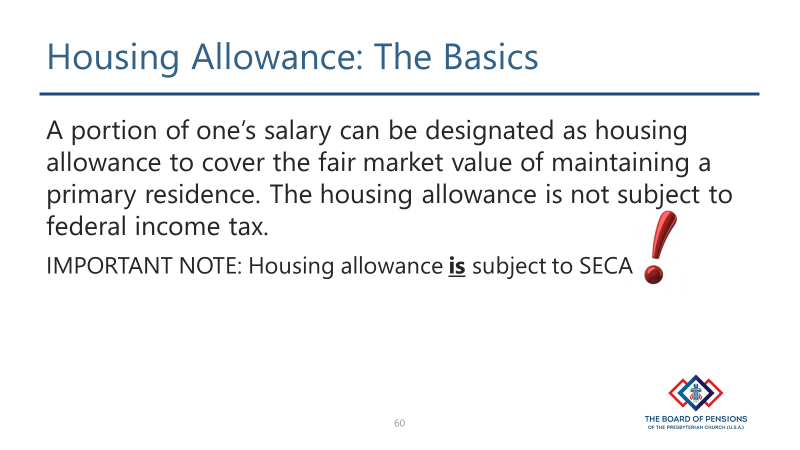 Housing Allowance: The Basics
A portion of one’s salary can be designated as housing
allowance to cover the fair market value of maintaining a
primary residence. The housing allowance is not subject to
federal income tax.
IMPORTANT NOTE: Housing allowance is subject to SECA
60
THE BOARD OF PENSIONS
OF THE PRESBYTERIAN CHURCH (U.S.A.)